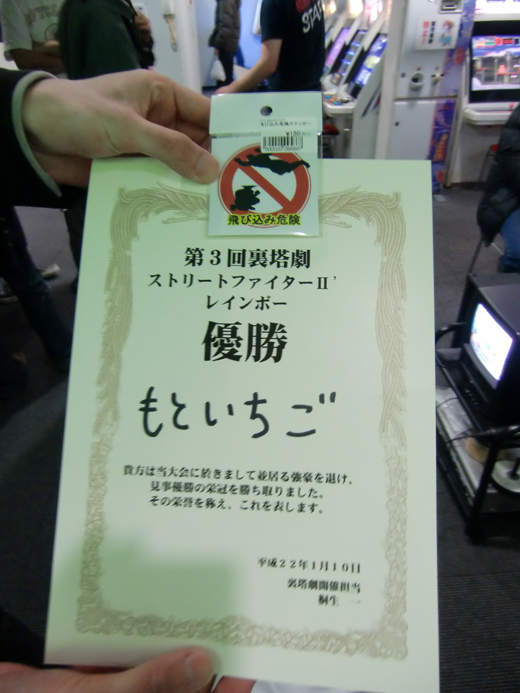 ¥150
飛び込み危険
第3回裏塔劇
ストリートファイターII'
レインボー
優勝
もといちご
貴方は当大会に於きまして並居る強豪を退け、
見事優勝の栄冠を勝ち取りました。
その栄誉を称え、これを表します。
平成22年1月10日
裏塔劇開催担当
桐生 一